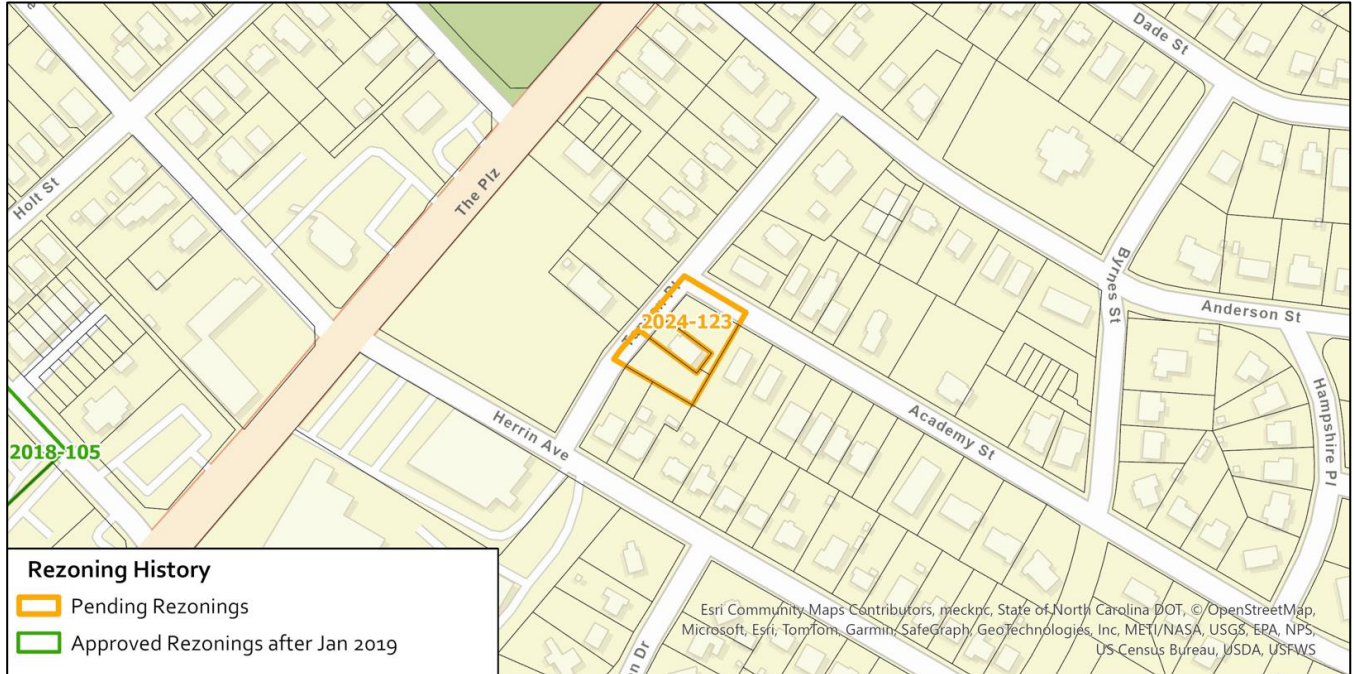 Dade St
Holt St
The Plz
Byrnes St
Anderson St
2024-123
Hampshire Pl
Herrin Ave
Academy St
2018-105
Rezoning History
Pending Rezonings
Approved Rezonings after Jan 2019
Esri Community Maps Contributors, mecknc, State of North Carolina DOT, © OpenStreetMap,
Microsoft, Esri, TomTom, Garmin, SafeGraph, GeoTechnologies, Inc, METI/NASA, USGS, EPA, NPS,
US Census Bureau, USDA, USFWS
n Dr